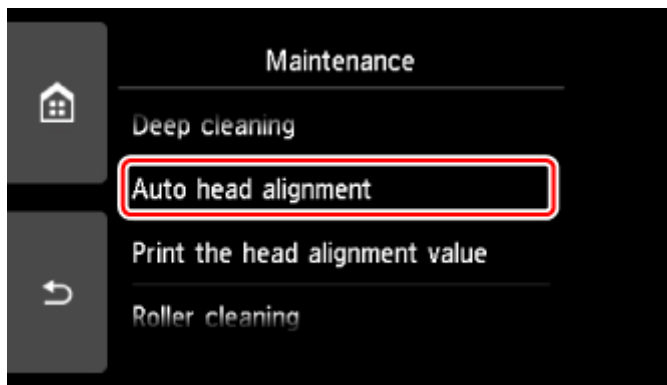 Maintenance
Deep cleaning
Auto head alignment
Print the head alignment value
Roller cleaning